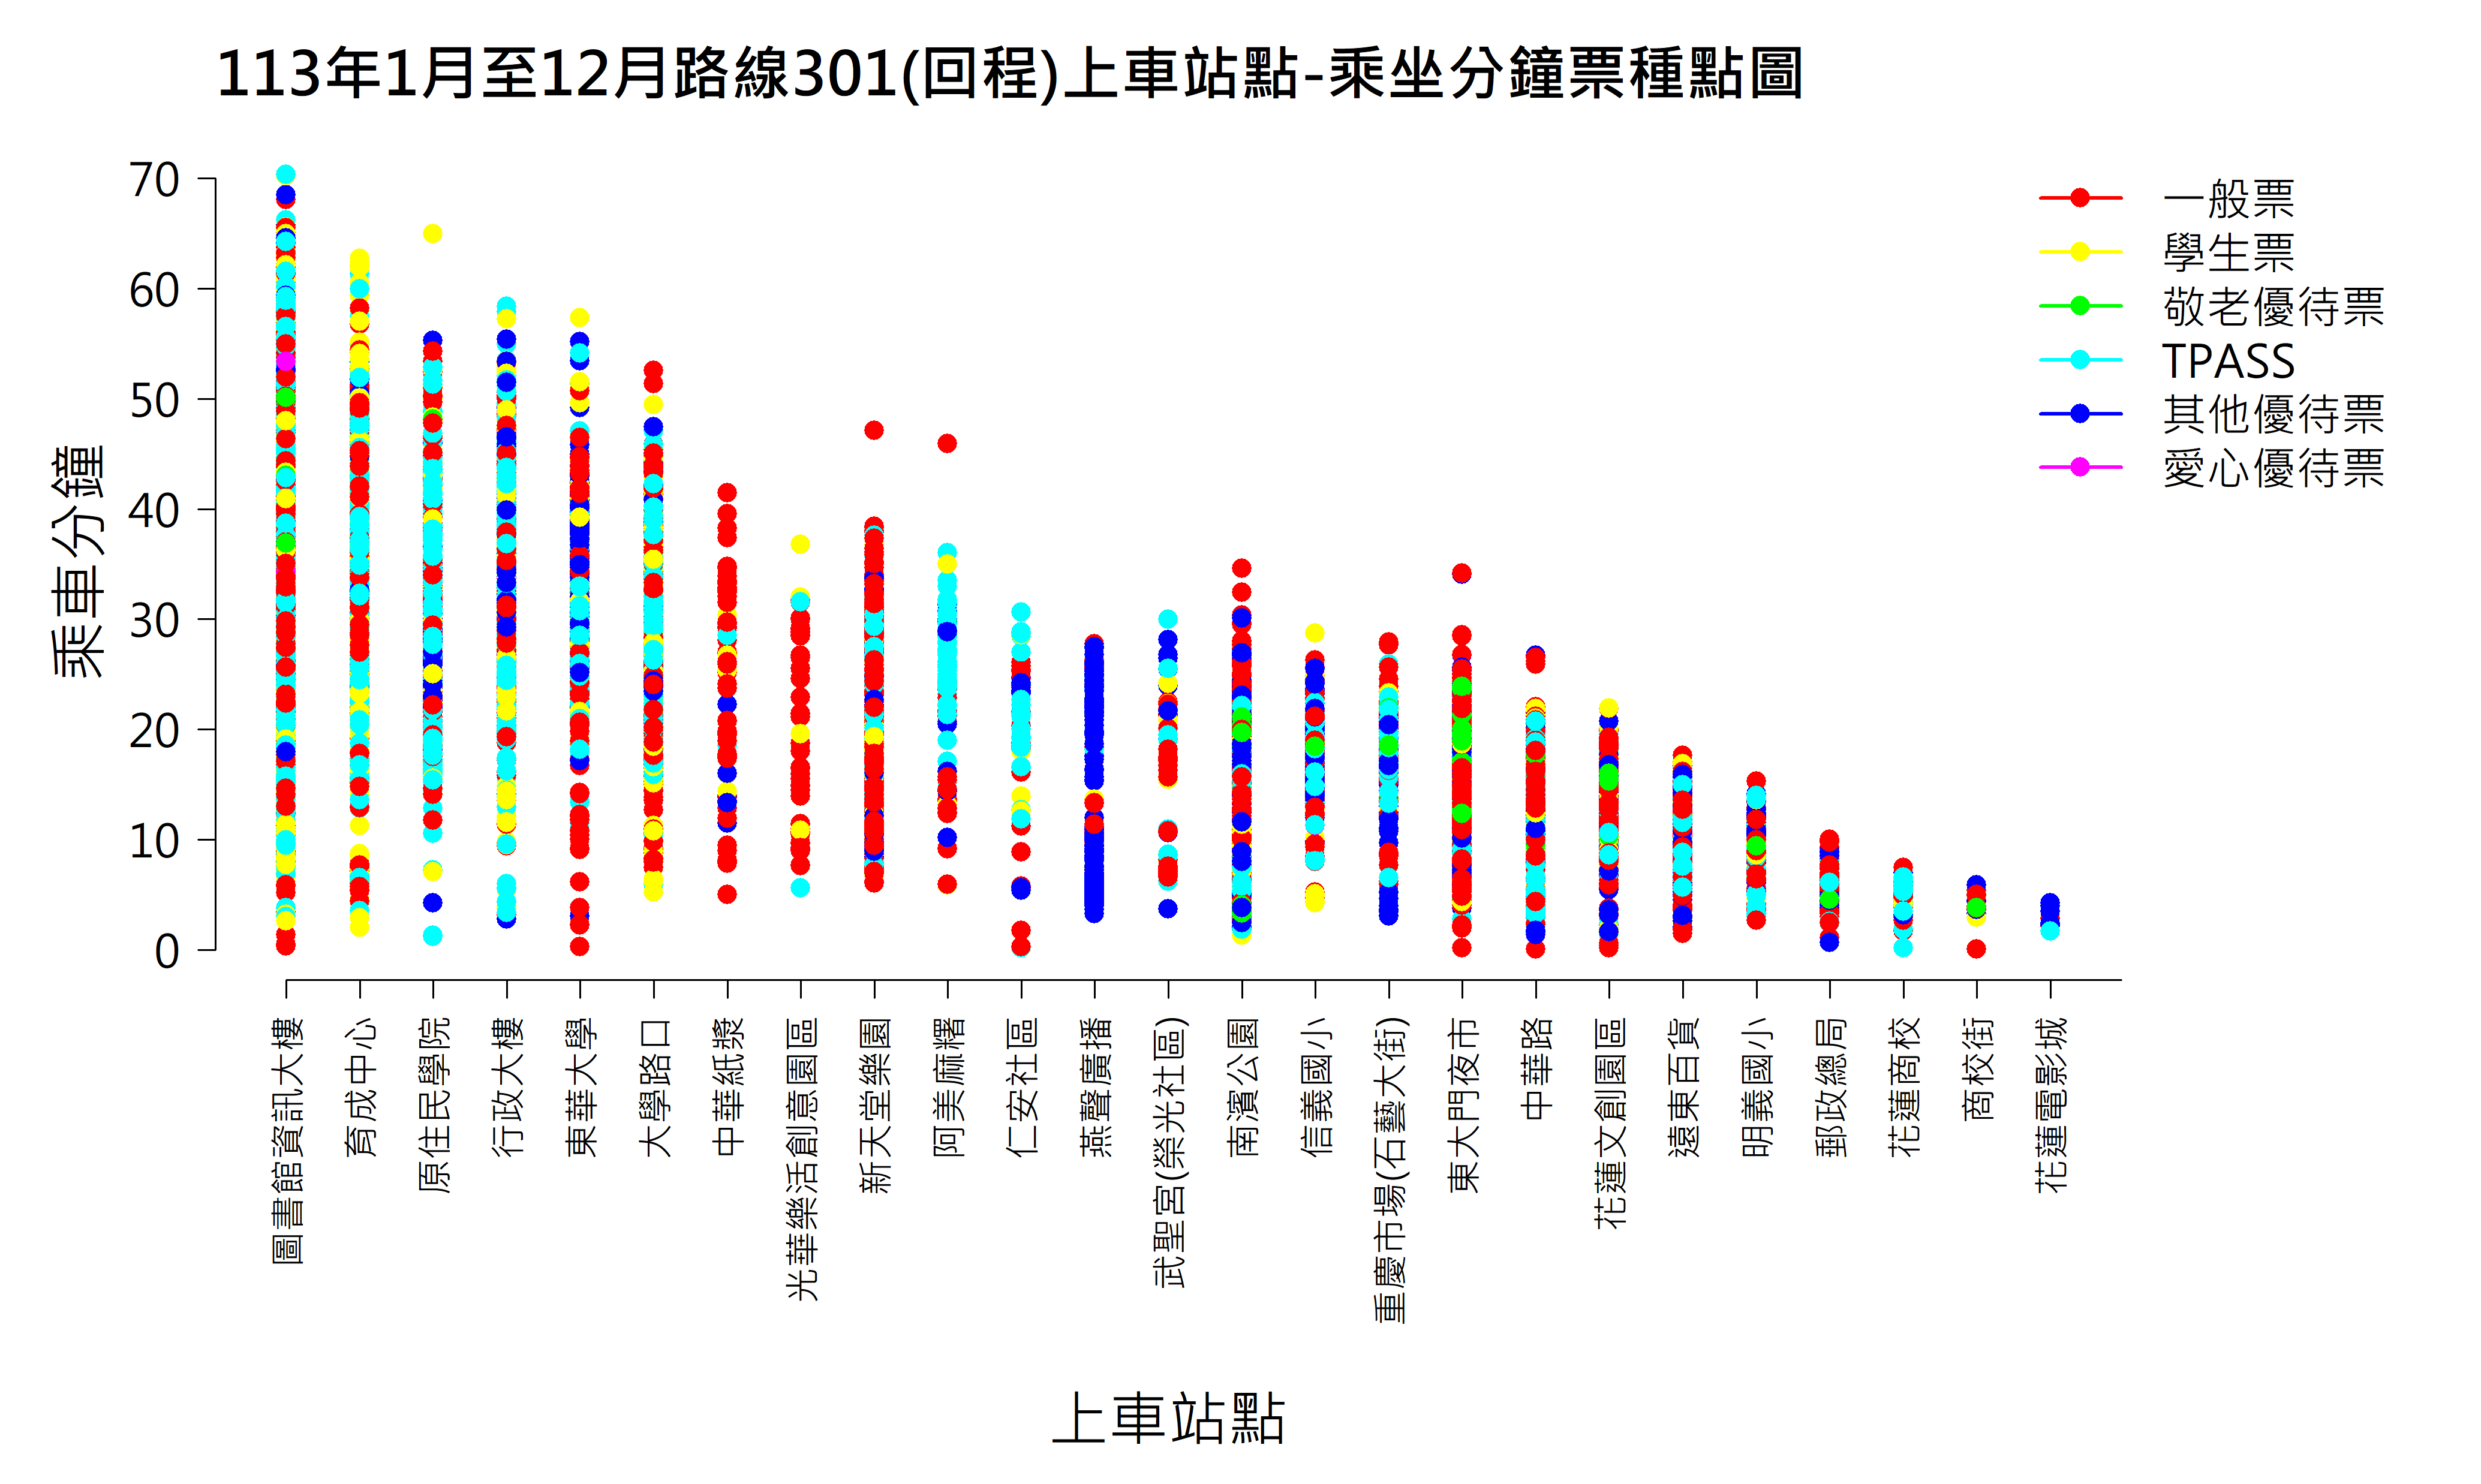 113年1月至12月路線301(回程)上車站點-乘坐分鐘票種點圖
乘車分鐘
70
60
50
40
30
20
10
0
一般票
學生票
敬老優待票
TPASS
其他優待票
愛心優待票
圖書館資訊大樓
育成中心
原住民學院
行政大樓
東華大學
大學路口
中華紙漿
光華樂活創意園區
新天堂樂園
阿美麻糬
仁安社區
燕聲廣播
武聖宮(榮光社區)
南濱公園
信義國小
重慶市場(石藝大街)
東大門夜市
中華路
花蓮文創園區
遠東百貨
明義國小
郵政總局
花蓮商校
商校街
花蓮電影城
上車站點